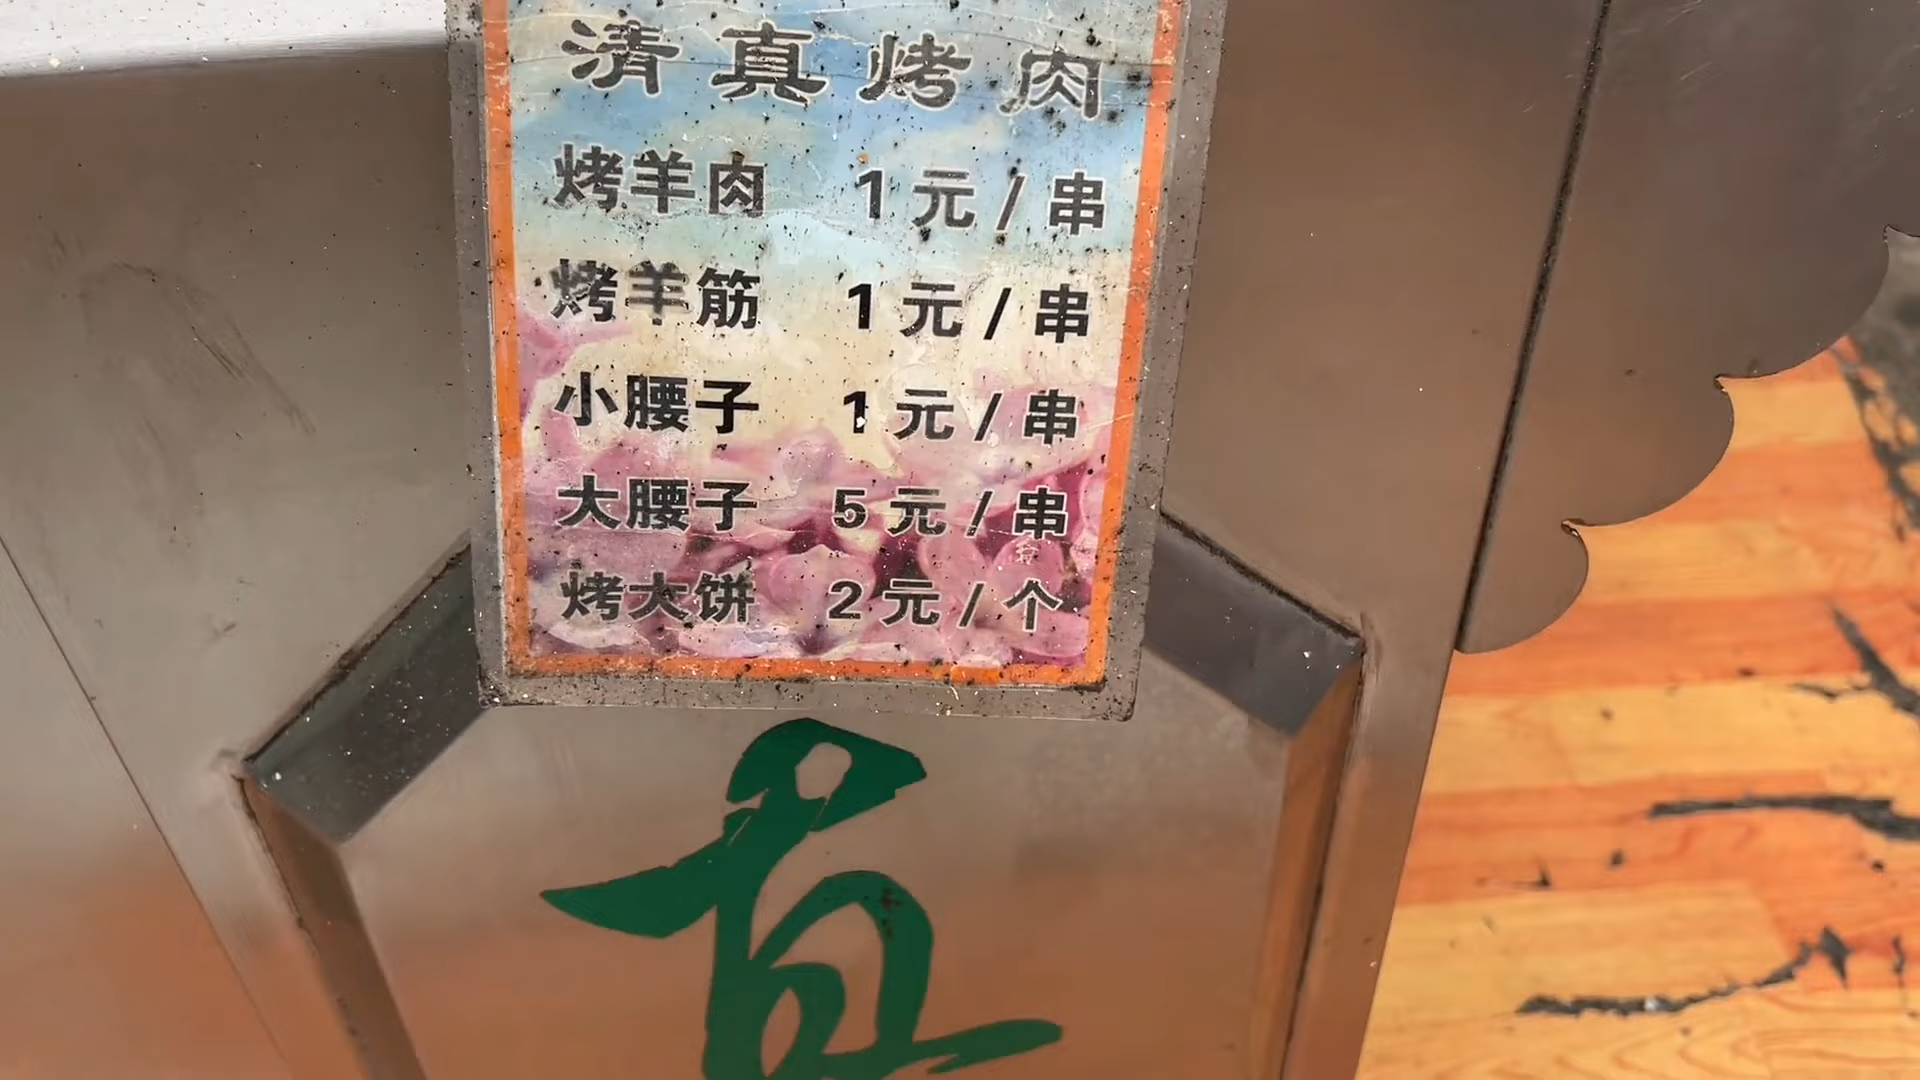 清真烤肉
烤羊肉 1元/串
烤羊筋 1元/串
小腰子 1元/串
大腰子 5元/串
烤大饼 2元/个